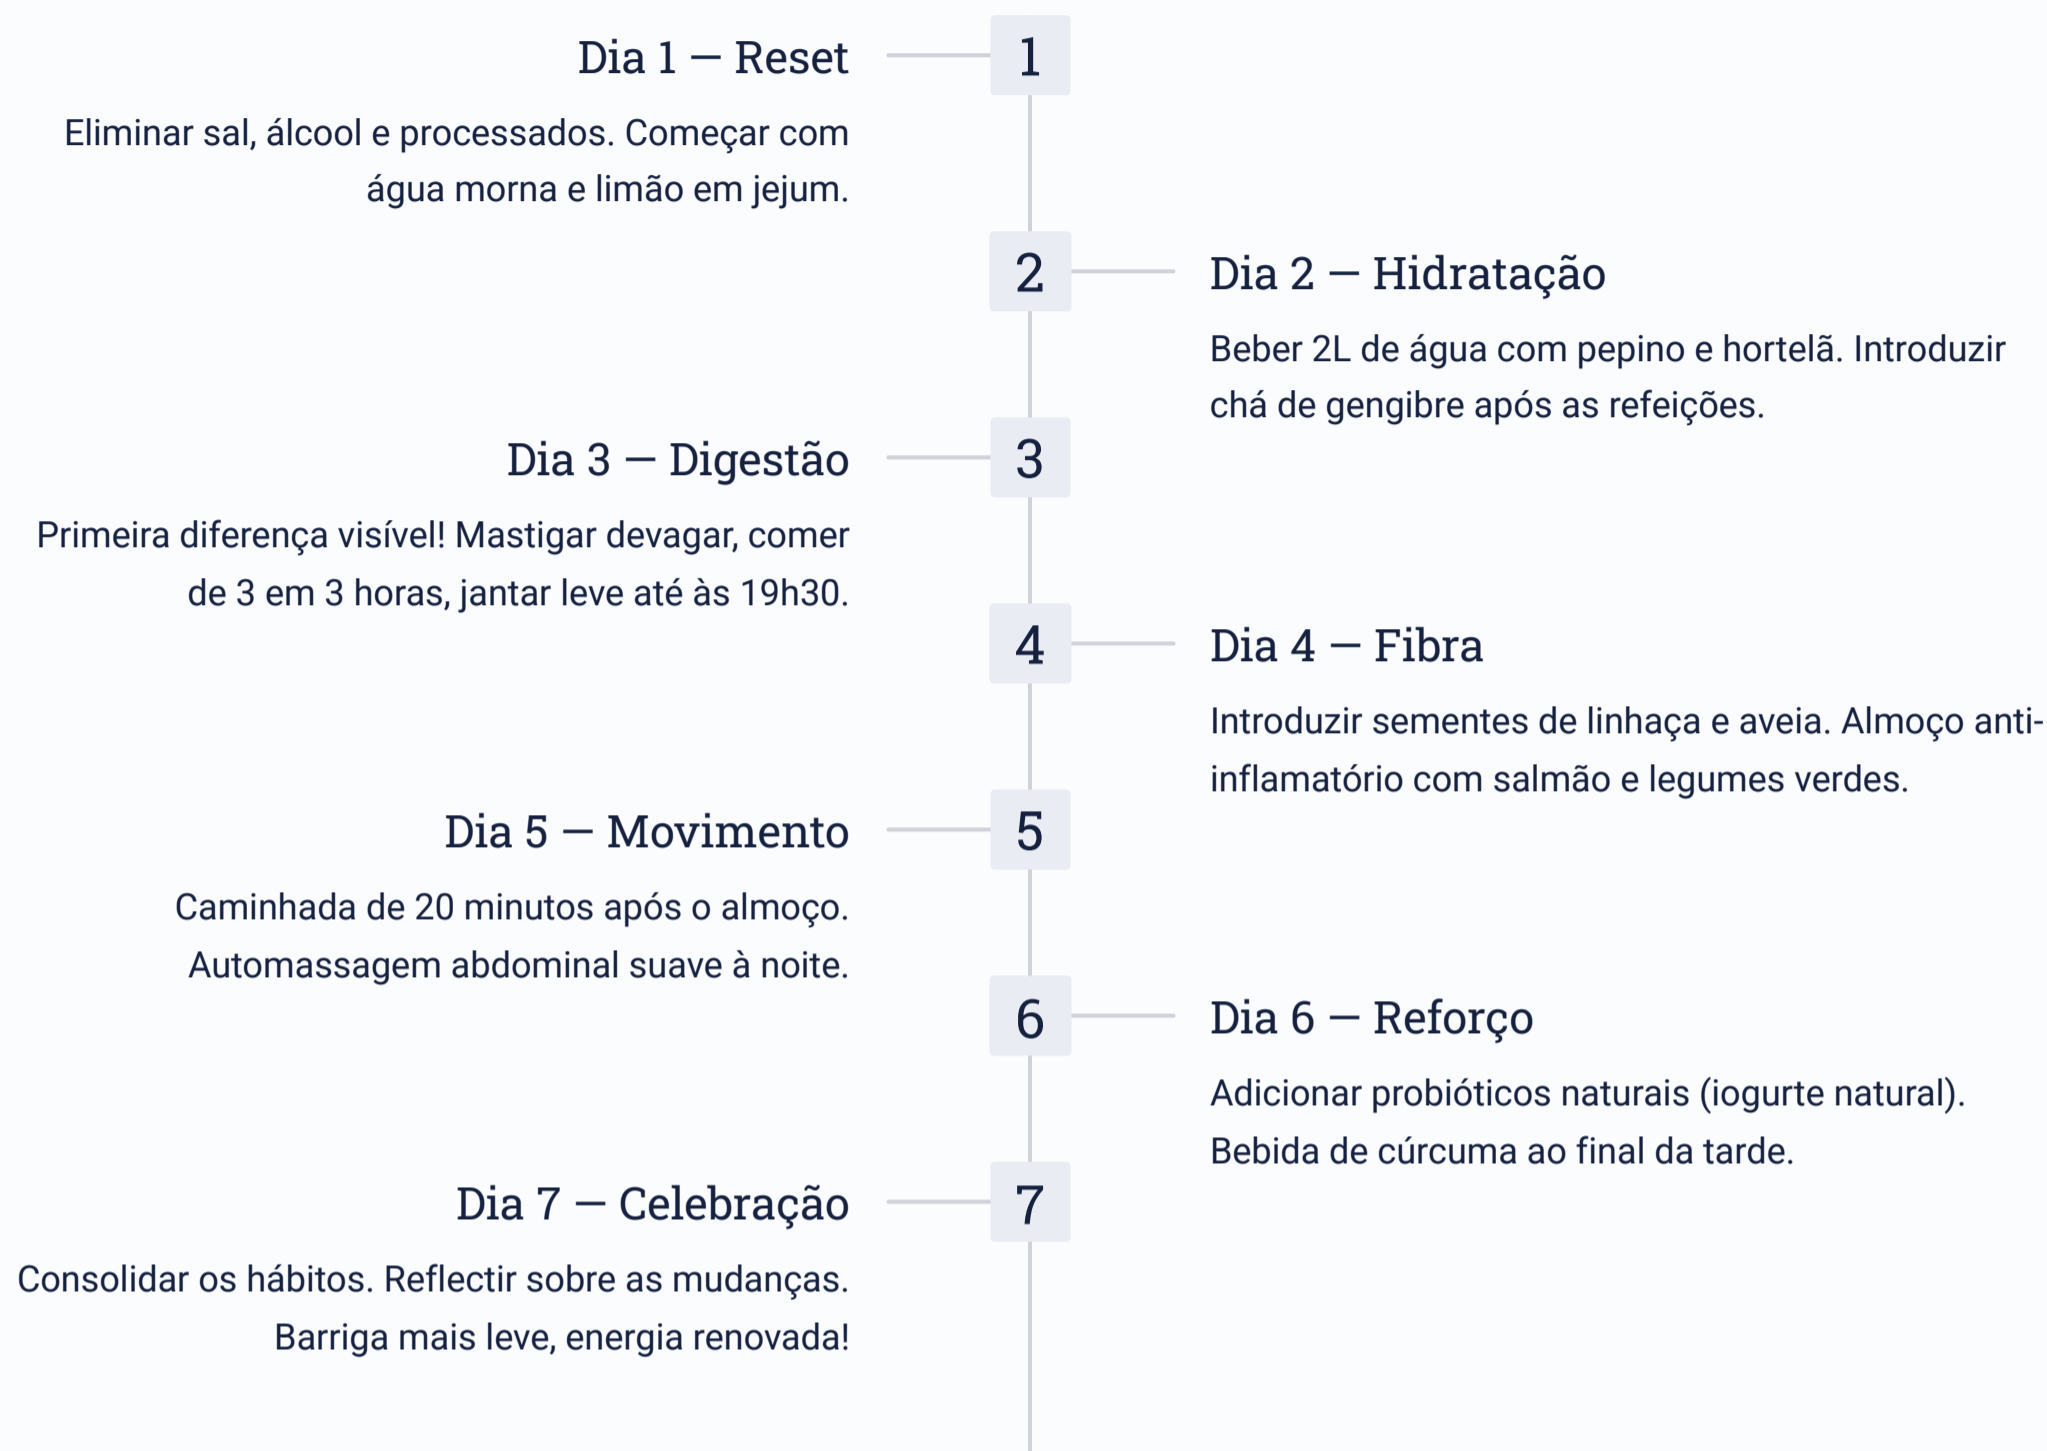 Dia 1 — Reset
1
Eliminar sal, álcool e processados. Começar com
água morna e limão em jejum.
2
Dia 2 — Hidratação
Beber 2L de água com pepino e hortelã. Introduzir
chá de gengibre após as refeições.
Dia 3 — Digestão
3
Primeira diferença visível! Mastigar devagar, comer
de 3 em 3 horas, jantar leve até às 19h30.
4
Dia 4 — Fibra
Introduzir sementes de linhaça e aveia. Almoço anti-
inflamatório com salmão e legumes verdes.
Dia 5 — Movimento
5
Caminhada de 20 minutos após o almoço.
Automassagem abdominal suave à noite.
6
Dia 6 — Reforço
Adicionar probióticos naturais (iogurte natural).
Bebida de cúrcuma ao final da tarde.
Dia 7 — Celebração
7
Consolidar os hábitos. Reflectir sobre as mudanças.
Barriga mais leve, energia renovada!